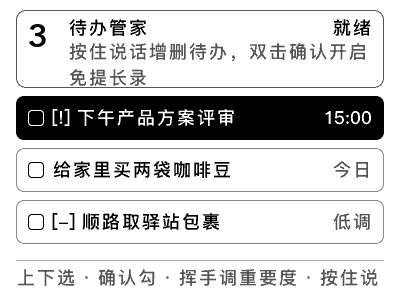 3 待办管家 就绪
按住说话增删待办，双击确认开启
免提长录
[!] 下午产品方案评审 15:00
给家里买两袋咖啡豆 今日
[–] 顺路取驿站包裹 低调
上下选 · 确认勾 · 挥手调重要度 · 按住说